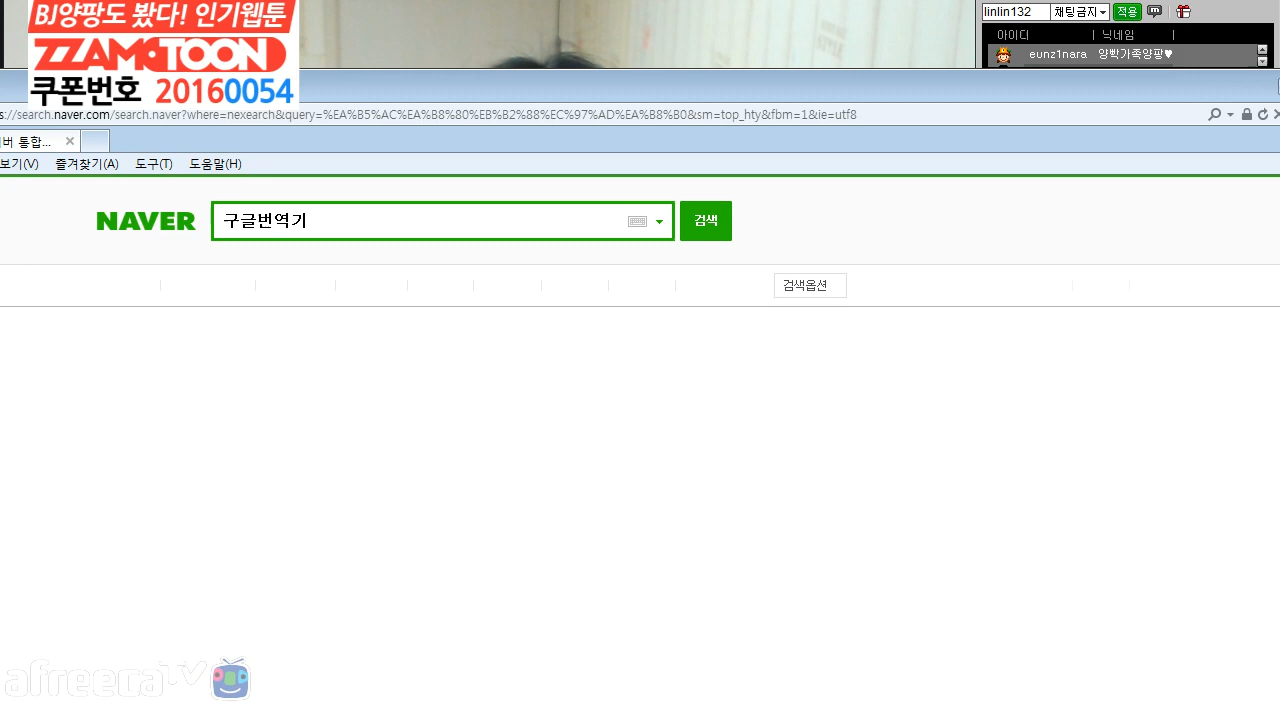 BJ양팡도 봤다! 인기웹툰
ZZAM·TOON
쿠폰번호 20160054
linlin132 채팅금지 적용
아이디 닉네임
eunz1nara 양빡가족양팡♥
s://search.naver.com/search.naver?where=nexearch&query=%EA%B5%AC%EA%B8%80%EB%B2%88%EC%97%AD%EA%B8%B0&sm=top_hty&fbm=1&ie=utf8
버 통합...
보기(V) 즐겨찾기(A) 도구(T) 도움말(H)
NAVER 구글번역기 검색
검색옵션
afreecaTV